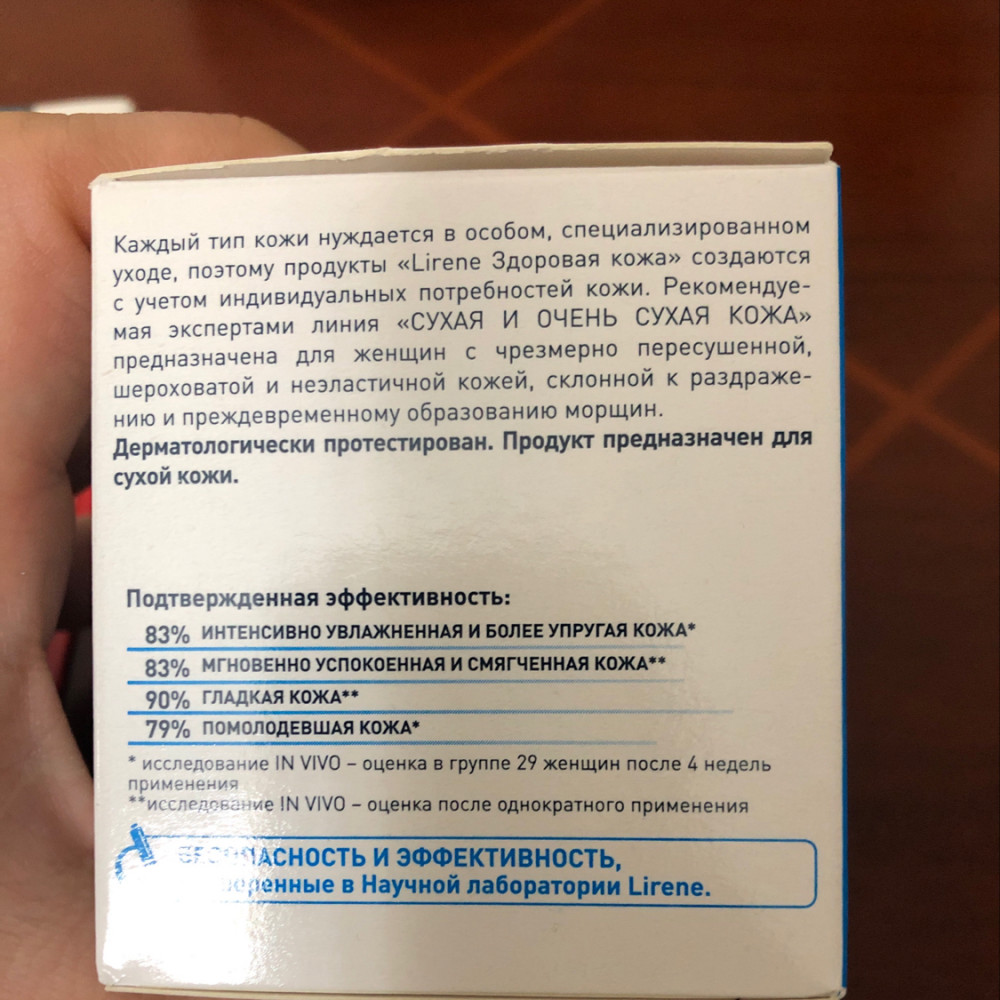 Каждый тип кожи нуждается в особом, специализированном
уходе, поэтому продукты «Lirene Здоровая кожа» создаются
с учетом индивидуальных потребностей кожи. Рекомендуе-
мая экспертами линия «СУХАЯ И ОЧЕНЬ СУХАЯ КОЖА»
предназначена для женщин с чрезмерно пересушенной,
шероховатой и неэластичной кожей, склонной к раздраже-
нию и преждевременному образованию морщин.
Дерматологически протестирован. Продукт предназначен для
сухой кожи.
Подтвержденная эффективность:
83% ИНТЕНСИВНО УВЛАЖНЕННАЯ И БОЛЕЕ УПРУГАЯ КОЖА*
83% МГНОВЕННО УСПОКОЕННАЯ И СМЯГЧЕННАЯ КОЖА**
90% ГЛАДКАЯ КОЖА**
79% ПОМОЛОДЕВШАЯ КОЖА*
* исследование IN VIVO – оценка в группе 29 женщин после 4 недель
применения
**исследование IN VIVO – оценка после однократного применения
БЕЗОПАСНОСТЬ И ЭФФЕКТИВНОСТЬ,
в Научной лаборатории Lirene.